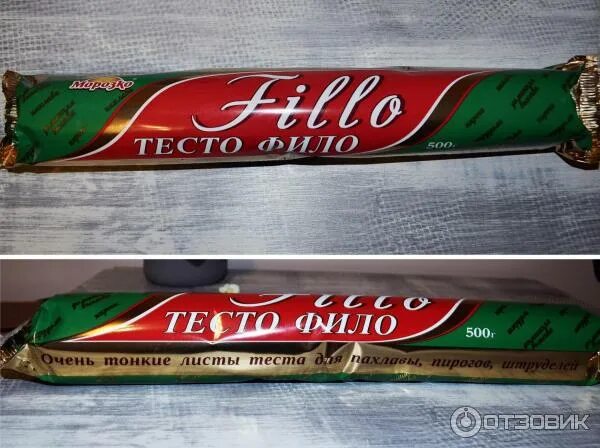 Морозко
Fillo
ТЕСТО ФИЛО
500г
Fillo
ТЕСТО ФИЛО
500г
Очень тонкие листы теста для пахлавы, пирогов, штруделей
ОТЗОВИК